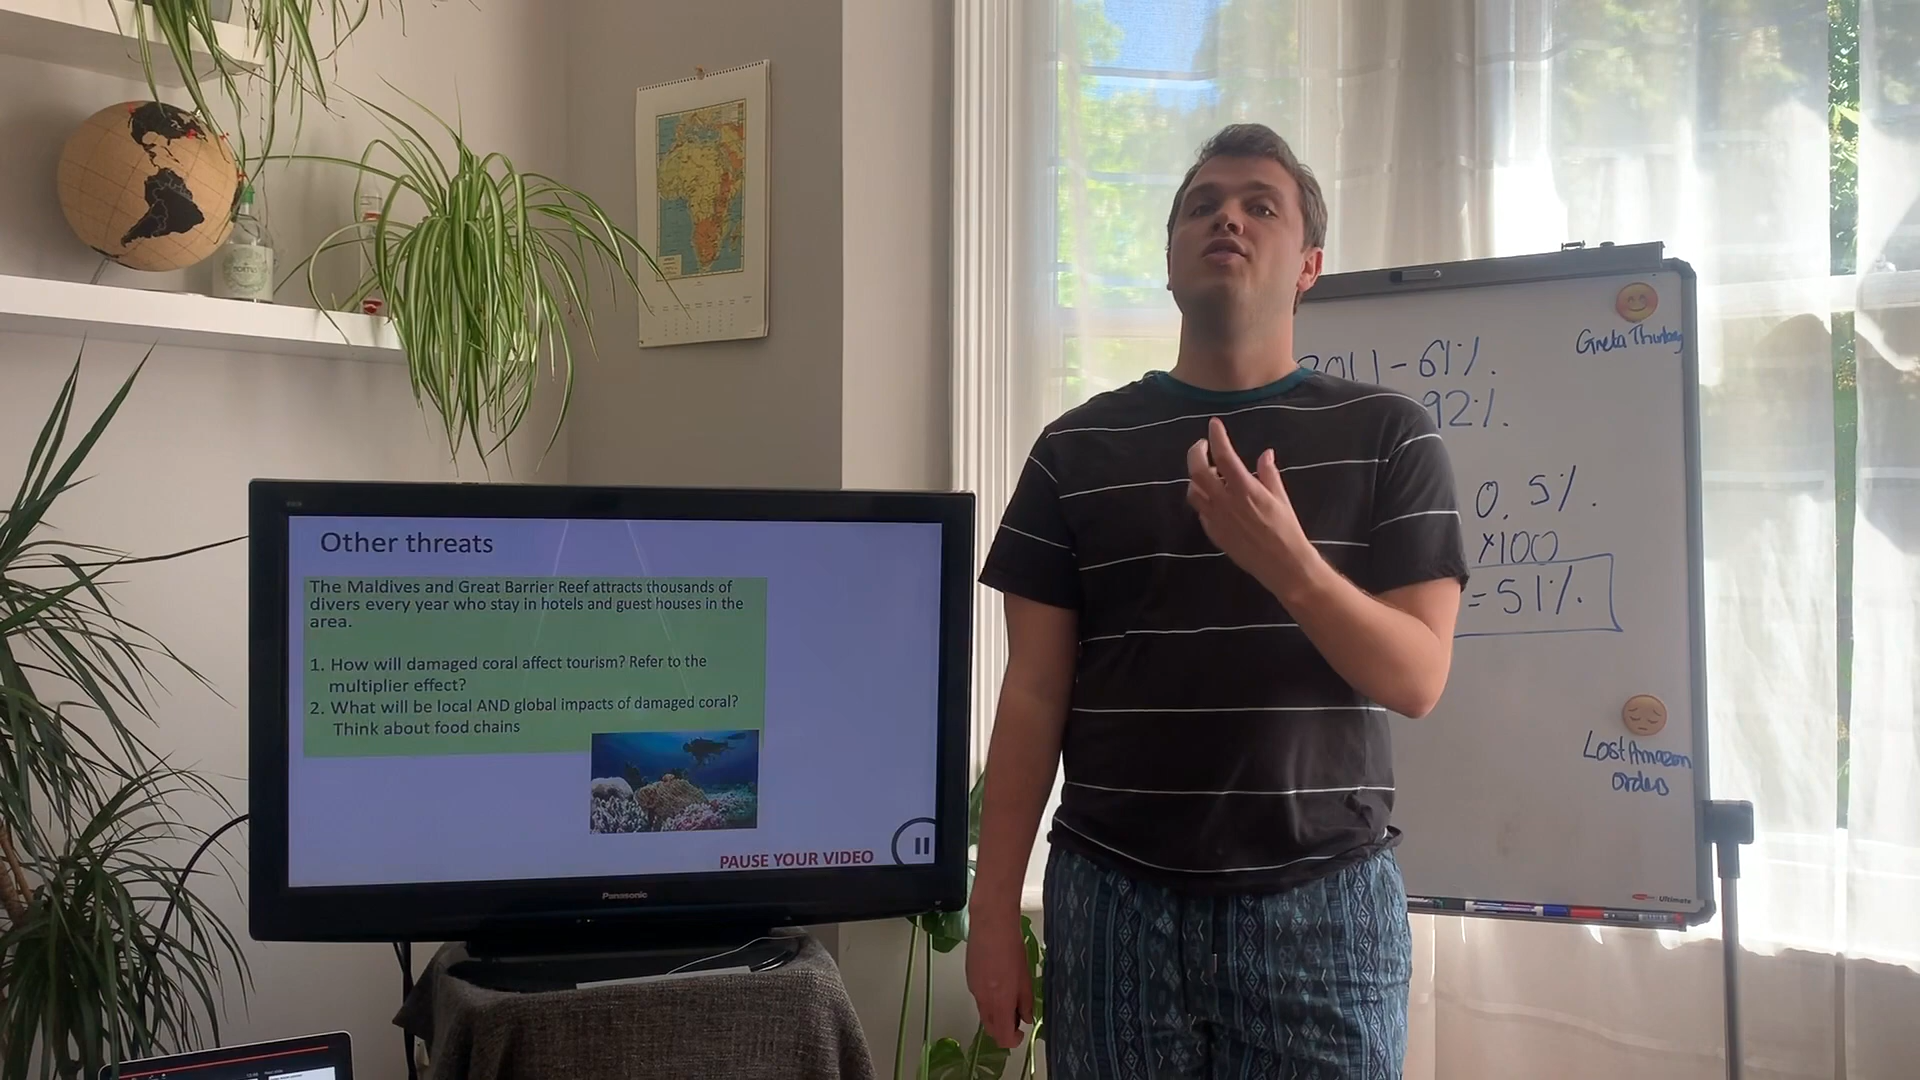 Other threats
The Maldives and Great Barrier Reef attracts thousands of
divers every year who stay in hotels and guest houses in the
area.
1. How will damaged coral affect tourism? Refer to the
multiplier effect?
2. What will be local AND global impacts of damaged coral?
Think about food chains
PAUSE YOUR VIDEO
Panasonic
2011 - 61%.
92%.
0.5%.
x100
= 51%.
Greta Thunberg
Lost Amazon
orders
Ultimate